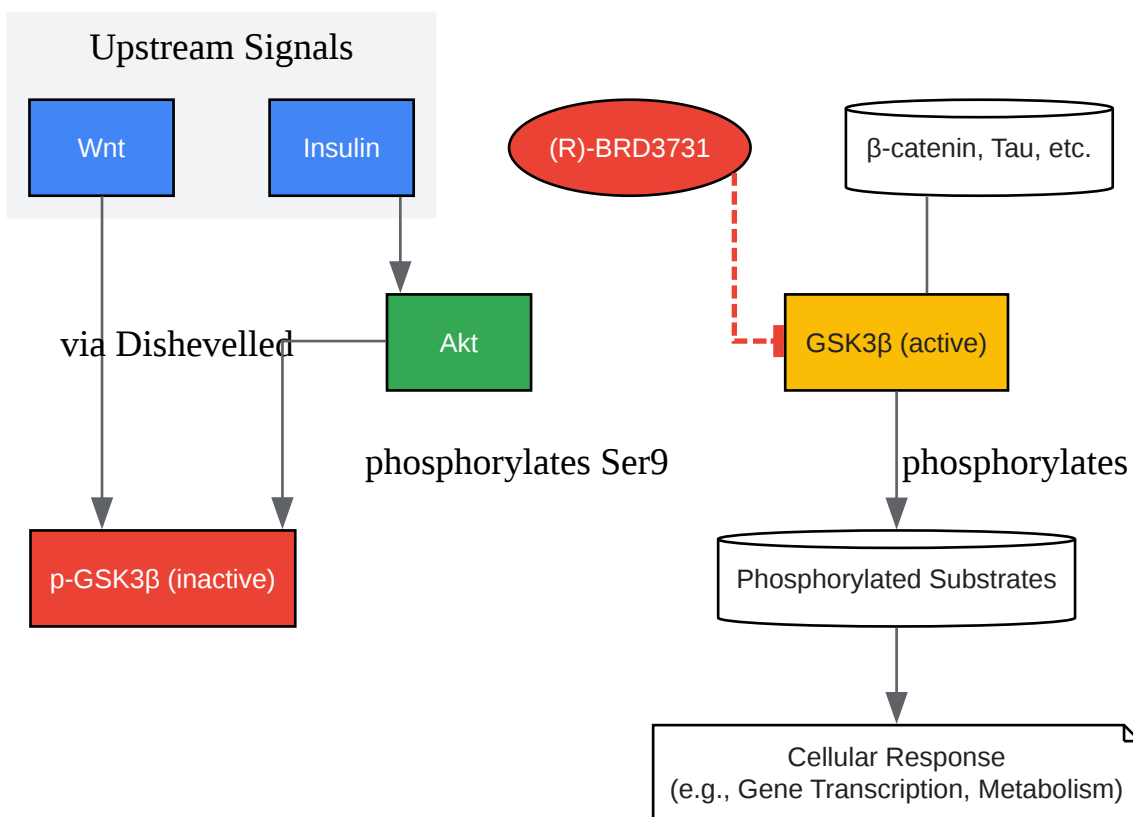 Upstream Signals
Wnt
Insulin
(R)-BRD3731
β-catenin, Tau, etc.
via Dishevelled
Akt
GSK3β (active)
phosphorylates Ser9
phosphorylates
p-GSK3β (inactive)
Phosphorylated Substrates
Cellular Response
(e.g., Gene Transcription, Metabolism)